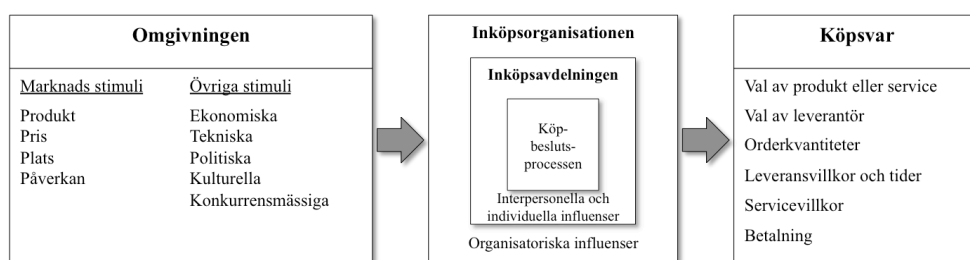 Omgivningen
Marknads stimuli
Produkt
Pris
Plats
Påverkan
Övriga stimuli
Ekonomiska
Tekniska
Politiska
Kulturella
Konkurrensmässiga
Inköpsorganisationen
Inköpsavdelningen
Köp-
besluts-
processen
Interpersonella och
individuella influenser
Organisatoriska influenser
Köpsvar
Val av produkt eller service
Val av leverantör
Orderkvantiteter
Leveransvillkor och tider
Servicevillkor
Betalning